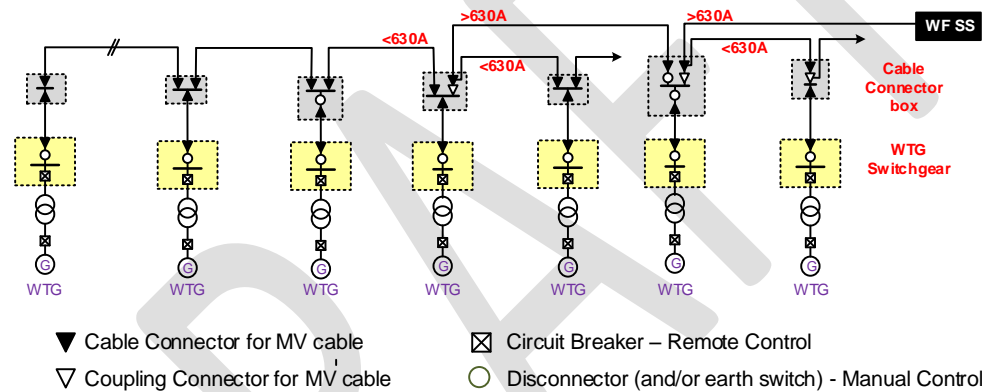 >630A
>630A
WF SS
<630A
<630A
<630A
Cable
Connector
box
WTG
Switchgear
G
G
G
G
G
G
G
WTG
WTG
WTG
WTG
WTG
WTG
WTG
Cable Connector for MV cable
Circuit Breaker – Remote Control
Coupling Connector for MV cable
Disconnector (and/or earth switch) - Manual Control